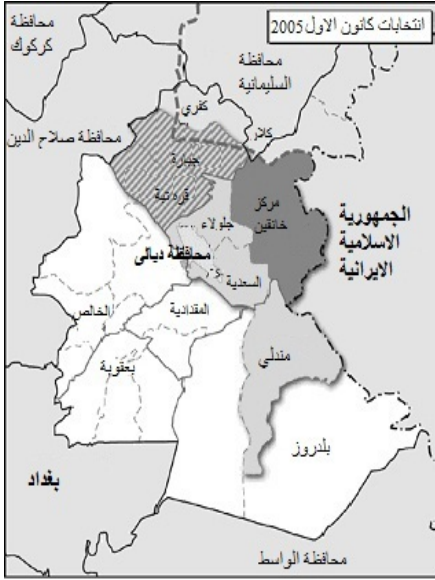 انتخابات كانون الاول 2005
محافظة
كركوك
محافظة
السليمانية
كفري
كلار
محافظة صلاح الدين
جبارة
قره تبة
مركز
خانقين
جلولاء
الجمهورية
الاسلامية
الايرانية
محافظة ديالى
السعدية
الخالص
المقدادية
مندلي
بعقوبة
بلدروز
بغداد
محافظة الواسط